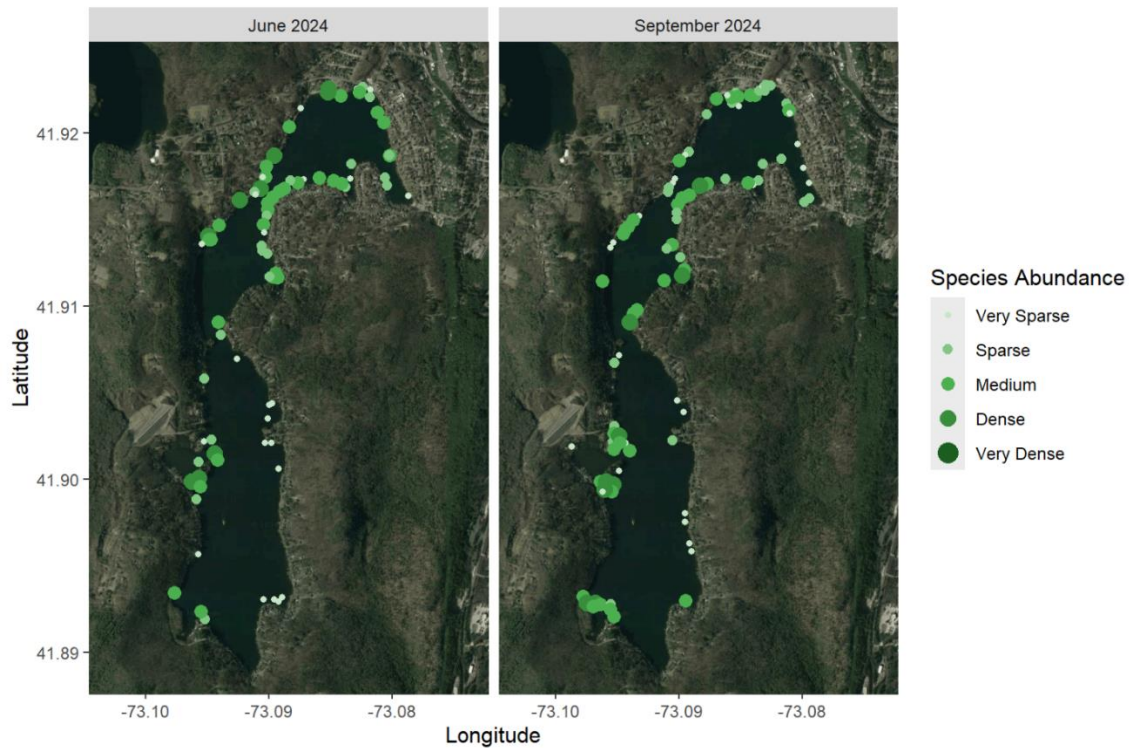 June 2024
September 2024
Latitude
41.92
41.91
41.90
41.89
-73.10
-73.09
-73.08
-73.10
-73.09
-73.08
Longitude
Species Abundance
Very Sparse
Sparse
Medium
Dense
Very Dense